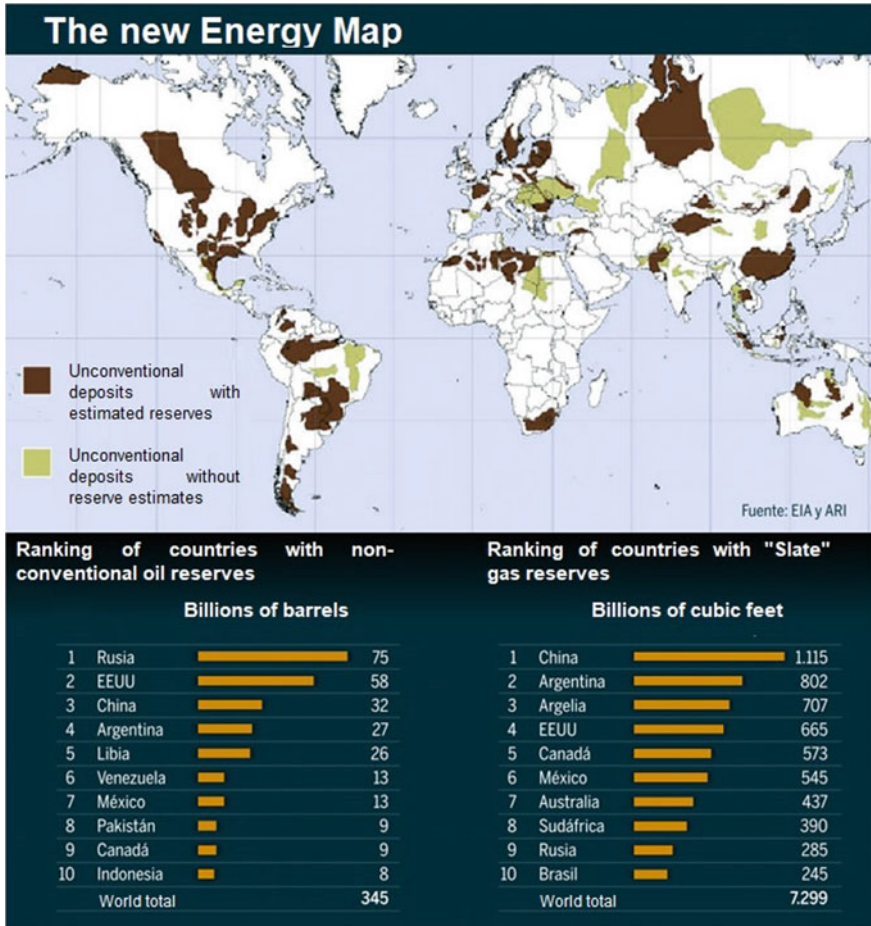 The new Energy Map
Unconventional
deposits with
estimated reserves
Unconventional
deposits without
reserve estimates
Fuente: EIA y ARI
Ranking of countries with non-
conventional oil reserves
Billions of barrels
1 Rusia 75
2 EEUU 58
3 China 32
4 Argentina 27
5 Libia 26
6 Venezuela 13
7 México 13
8 Pakistán 9
9 Canadá 9
10 Indonesia 8
World total 345
Ranking of countries with "Slate"
gas reserves
Billions of cubic feet
1 China 1.115
2 Argentina 802
3 Argelia 707
4 EEUU 665
5 Canadá 573
6 México 545
7 Australia 437
8 Sudáfrica 390
9 Rusia 285
10 Brasil 245
World total 7.299